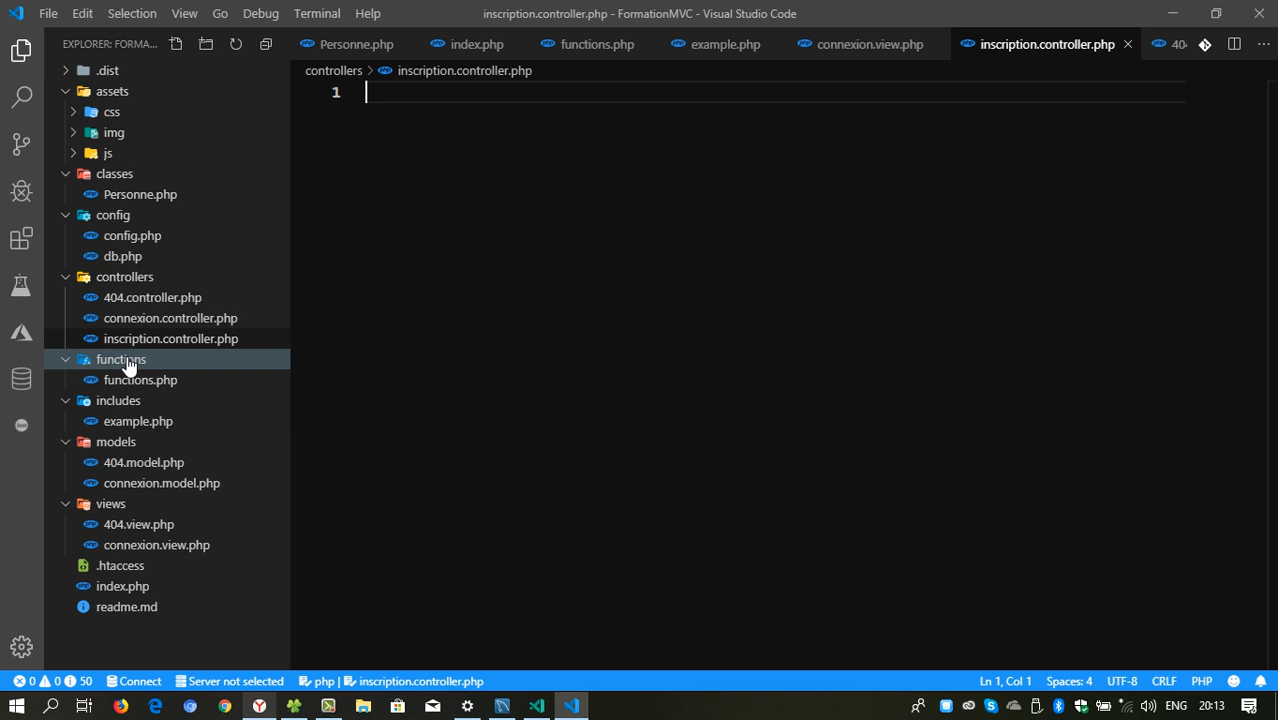 File Edit Selection View Go Debug Terminal Help
inscription.controller.php - FormationMVC - Visual Studio Code
EXPLORER: FORMA...
Personne.php index.php functions.php example.php connexion.view.php inscription.controller.php 404
controllers > inscription.controller.php
1
.dist
assets
css
img
js
classes
Personne.php
config
config.php
db.php
controllers
404.controller.php
connexion.controller.php
inscription.controller.php
functions
functions.php
includes
example.php
models
404.model.php
connexion.model.php
views
404.view.php
connexion.view.php
.htaccess
index.php
readme.md
0 0 50 Connect Server not selected php | inscription.controller.php Ln 1, Col 1 Spaces: 4 UTF-8 CRLF PHP
ENG 20:13